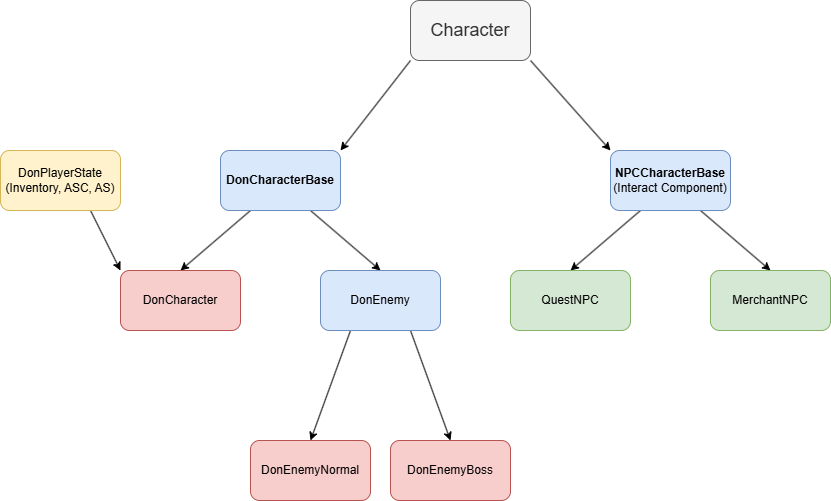 Character
DonPlayerState
(Inventory, ASC, AS)
DonCharacterBase
NPCCharacterBase
(Interact Component)
DonCharacter
DonEnemy
QuestNPC
MerchantNPC
DonEnemyNormal
DonEnemyBoss